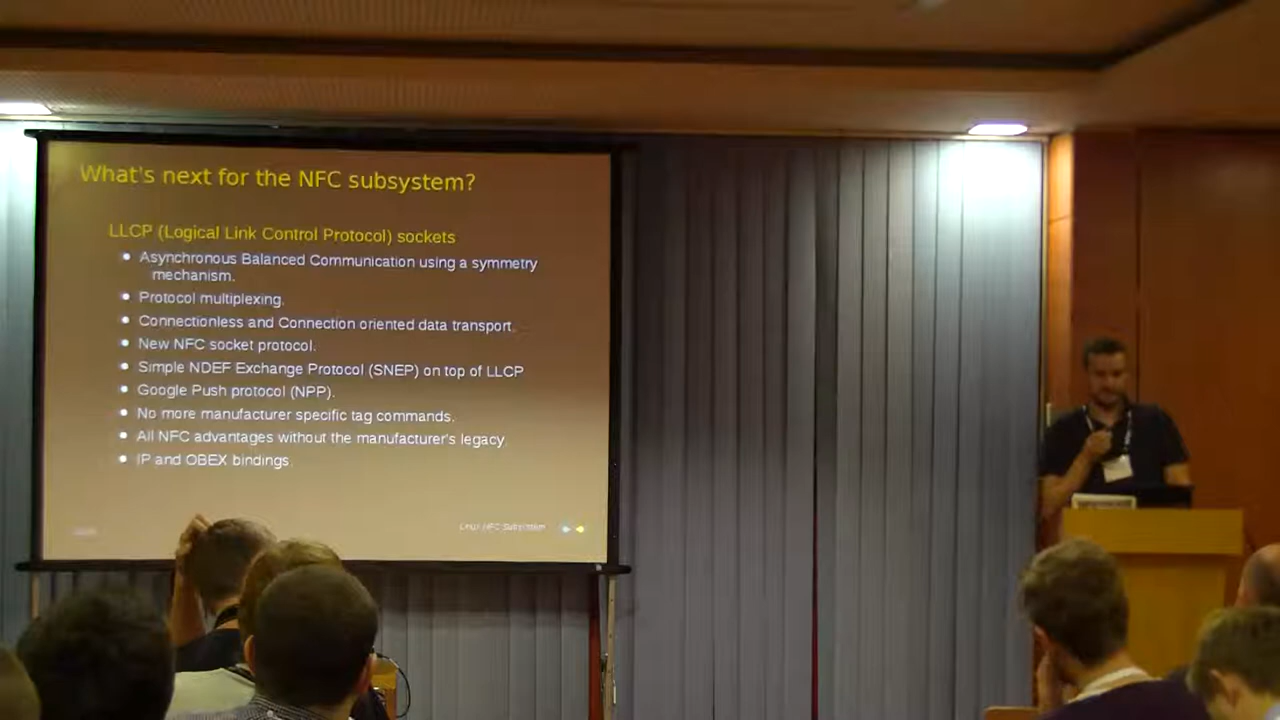 What's next for the NFC subsystem?
LLCP (Logical Link Control Protocol) sockets
Asynchronous Balanced Communication using a symmetry
mechanism.
Protocol multiplexing.
Connectionless and Connection oriented data transport.
New NFC socket protocol.
Simple NDEF Exchange Protocol (SNEP) on top of LLCP
Google Push protocol (NPP).
No more manufacturer specific tag commands.
All NFC advantages without the manufacturer's legacy.
IP and OBEX bindings.
Linux NFC Subsystem